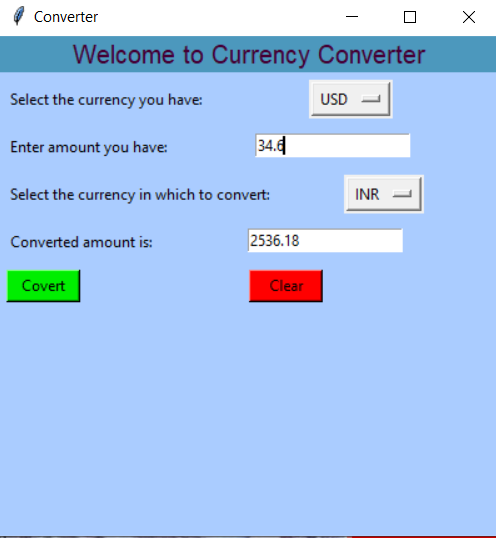 Converter
Welcome to Currency Converter
Select the currency you have: USD
Enter amount you have: 34.6
Select the currency in which to convert: INR
Converted amount is: 2536.18
Covert Clear